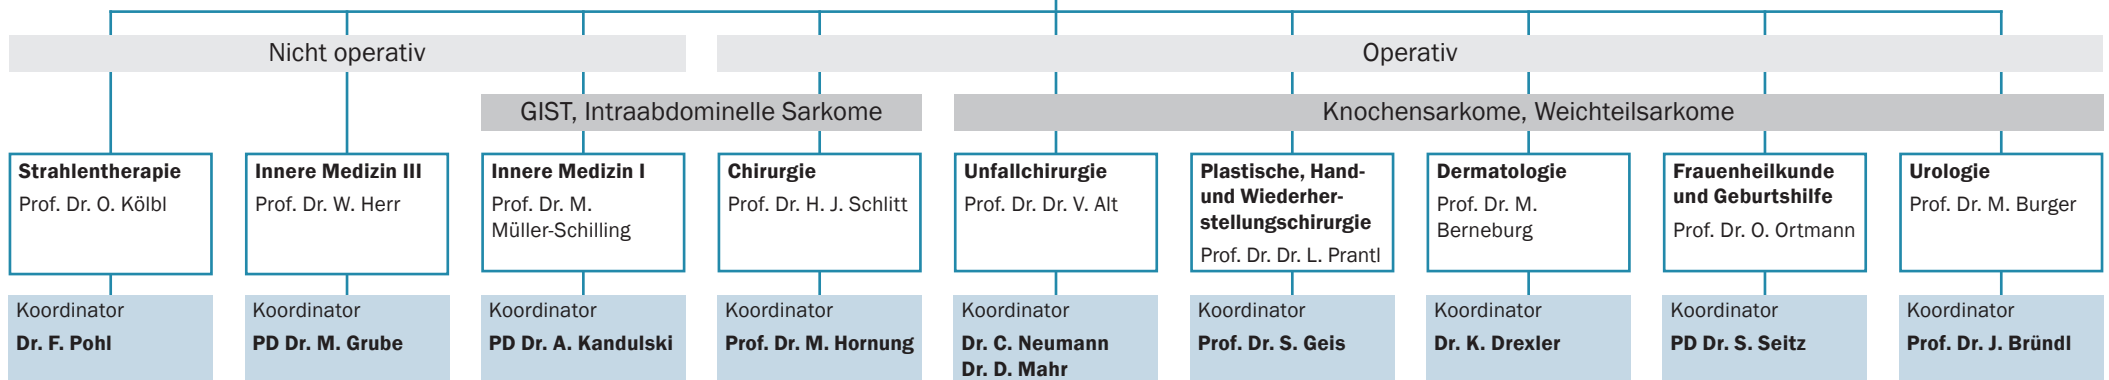 Nicht operativ
Operativ
GIST, Intraabdominelle Sarkome
Knochensarkome, Weichteilsarkome
Strahlentherapie
Prof. Dr. O. Kölbl
Koordinator
Dr. F. Pohl
Innere Medizin III
Prof. Dr. W. Herr
Koordinator
PD Dr. M. Grube
Innere Medizin I
Prof. Dr. M.
Müller-Schilling
Koordinator
PD Dr. A. Kandulski
Chirurgie
Prof. Dr. H. J. Schlitt
Koordinator
Prof. Dr. M. Hornung
Unfallchirurgie
Prof. Dr. Dr. V. Alt
Koordinator
Dr. C. Neumann
Dr. D. Mahr
Plastische, Hand-
und Wiederher-
stellungschirurgie
Prof. Dr. Dr. L. Prantl
Koordinator
Prof. Dr. S. Geis
Dermatologie
Prof. Dr. M.
Berneburg
Koordinator
Dr. K. Drexler
Frauenheilkunde
und Geburtshilfe
Prof. Dr. O. Ortmann
Koordinator
PD Dr. S. Seitz
Urologie
Prof. Dr. M. Burger
Koordinator
Prof. Dr. J. Bründl